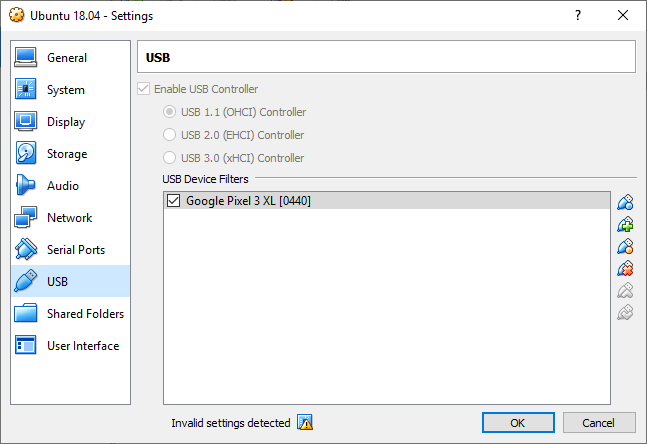 Ubuntu 18.04 - Settings
?
General
System
Display
Storage
Audio
Network
Serial Ports
USB
Shared Folders
User Interface
USB
Enable USB Controller
USB 1.1 (OHCI) Controller
USB 2.0 (EHCI) Controller
USB 3.0 (xHCI) Controller
USB Device Filters
Google Pixel 3 XL [0440]
Invalid settings detected
OK
Cancel